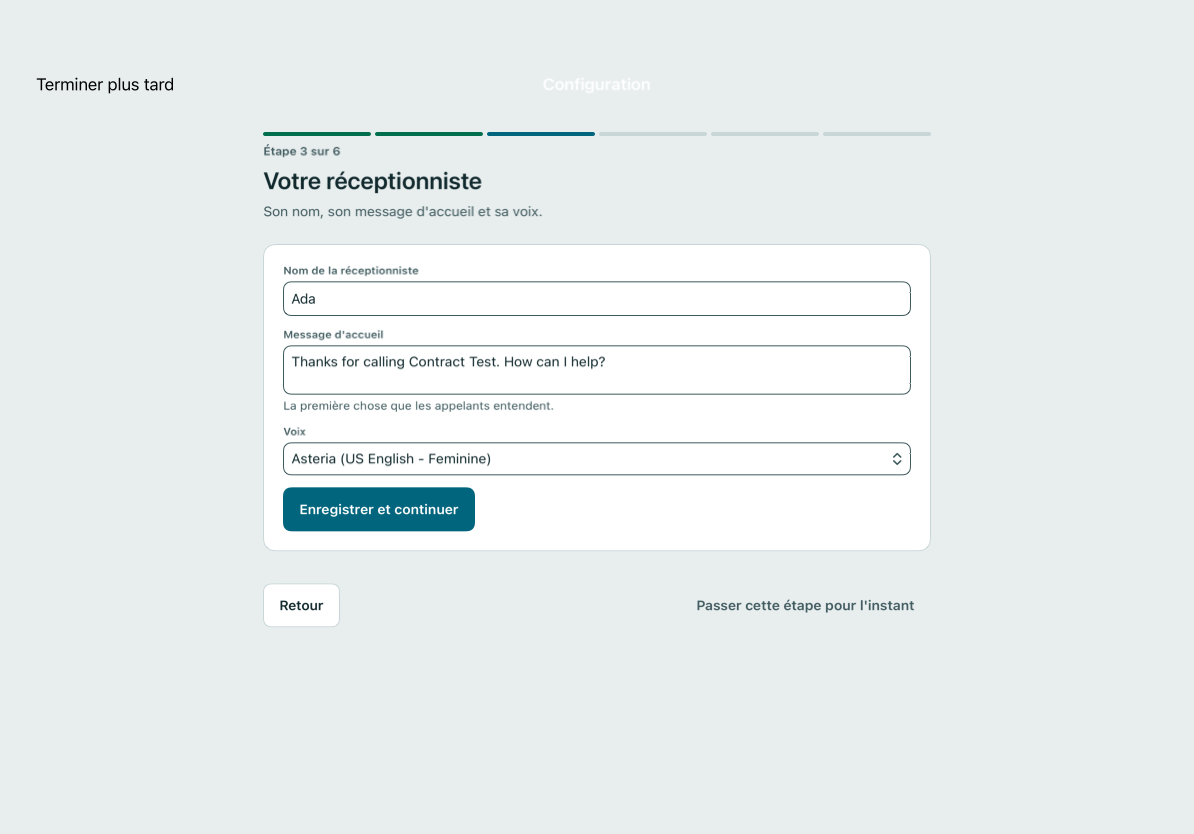 Terminer plus tard
Configuration
Étape 3 sur 6
Votre réceptionniste
Son nom, son message d'accueil et sa voix.
Nom de la réceptionniste
Ada
Message d'accueil
Thanks for calling Contract Test. How can I help?
La première chose que les appelants entendent.
Voix
Asteria (US English - Feminine)
Enregistrer et continuer
Retour
Passer cette étape pour l'instant